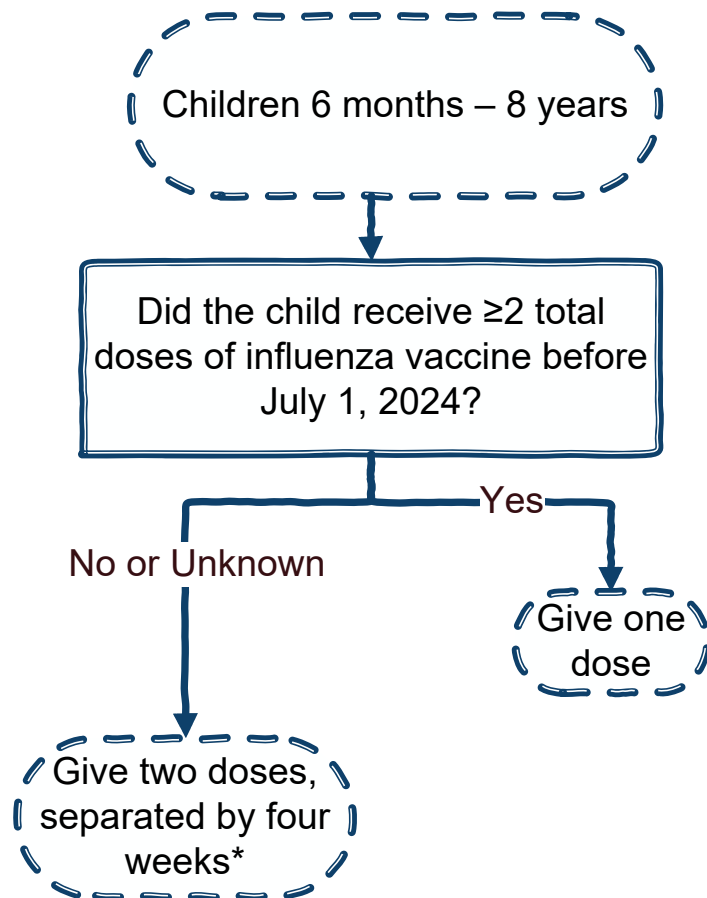 Children 6 months – 8 years
Did the child receive ≥2 total
doses of influenza vaccine before
July 1, 2024?
Yes
No or Unknown
Give one
dose
Give two doses,
separated by four
weeks*